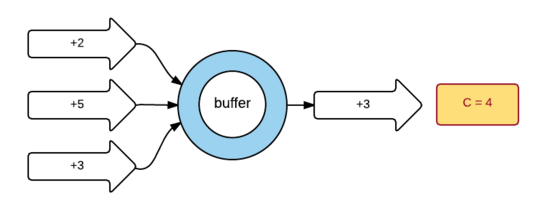 +2
+5
+3
buffer
+3
C = 4